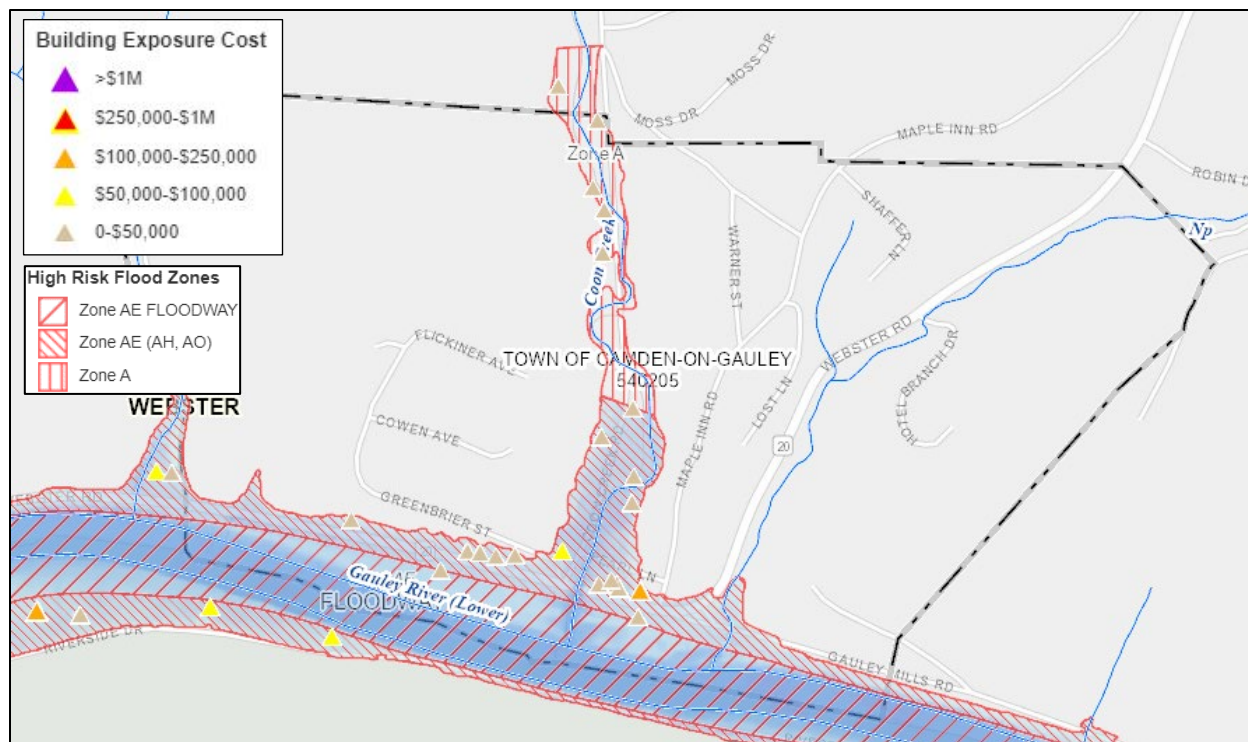 Building Exposure Cost
>$1M
$250,000-$1M
$100,000-$250,000
$50,000-$100,000
0-$50,000
High Risk Flood Zones
Zone AE FLOODWAY
Zone AE (AH, AO)
Zone A
MOSS DR
MOSS DR
MAPLE INN RD
Zone A
ROBIN D
SHAFFER LN
WARNER ST
Np
Coon
reek
WEBSTER RD
FLICKINER AVE
TOWN OF CAMDEN-ON-GAULEY
540205
HOTEL BRANCH DR
LOST LN
MAPLE INN RD
WEBSTER
COWEN AVE
20
GREENBRIER ST
LN
AE
Gauley River (Lower)
FLOODWA
RIVERSIDE DR
GAULEY MILLS RD